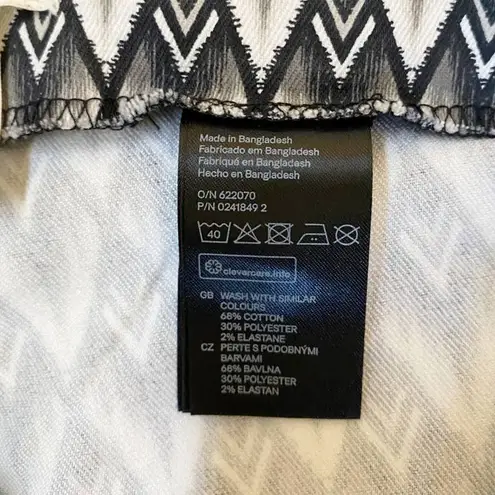 Made in Bangladesh
Fabricado em Bangladesh
Fabriqué en Bangladesh
Hecho en Bangladesh
O/N 622070
P/N 0241849 2
40
clevercare.info
GB WASH WITH SIMILAR
COLOURS
68% COTTON
30% POLYESTER
2% ELASTANE
CZ PERTE S PODOBNÝMI
BARVAMI
68% BAVLNA
30% POLYESTER
2% ELASTAN